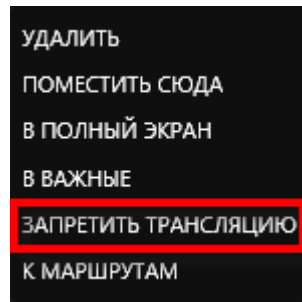 УДАЛИТЬ
ПОМЕСТИТЬ СЮДА
В ПОЛНЫЙ ЭКРАН
В ВАЖНЫЕ
ЗАПРЕТИТЬ ТРАНСЛЯЦИЮ
К МАРШРУТАМ